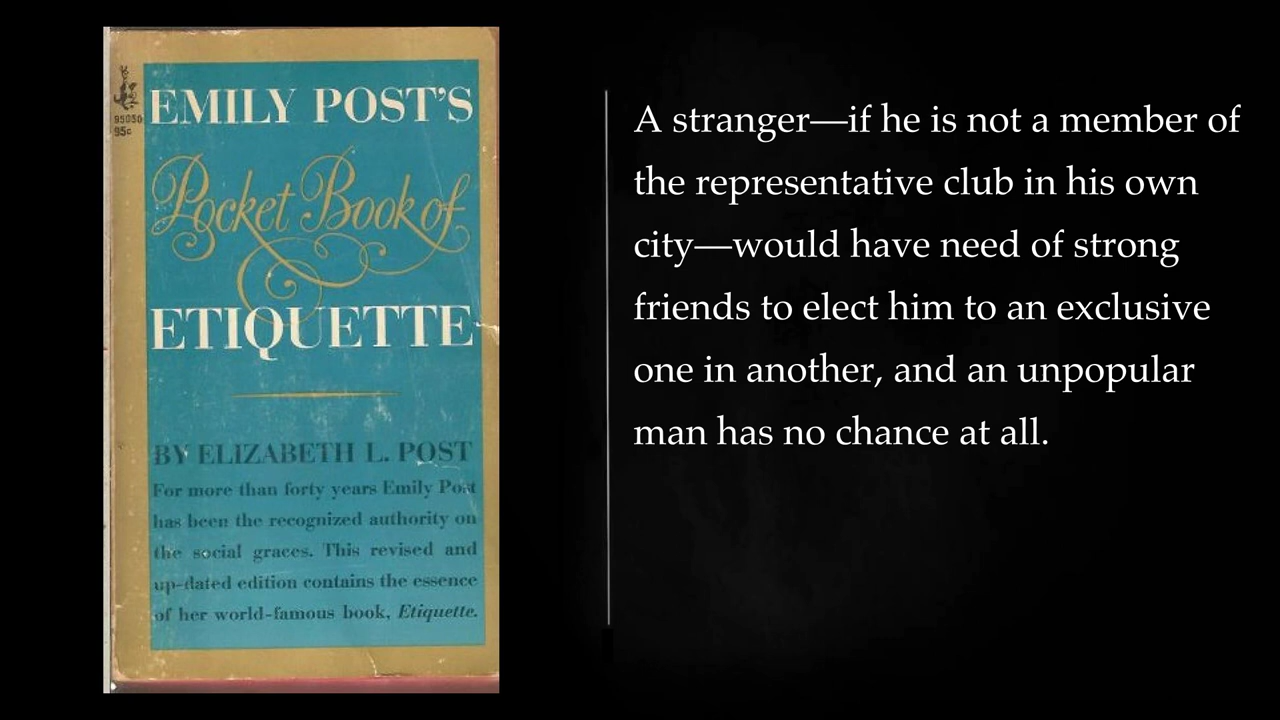 EMILY POST'S
95050
95c
Pocket Book of
ETIQUETTE
BY ELIZABETH L. POST
For more than forty years Emily Post
has been the recognized authority on
the social graces. This revised and
up-dated edition contains the essence
of her world-famous book, Etiquette.
A stranger—if he is not a member of
the representative club in his own
city—would have need of strong
friends to elect him to an exclusive
one in another, and an unpopular
man has no chance at all.